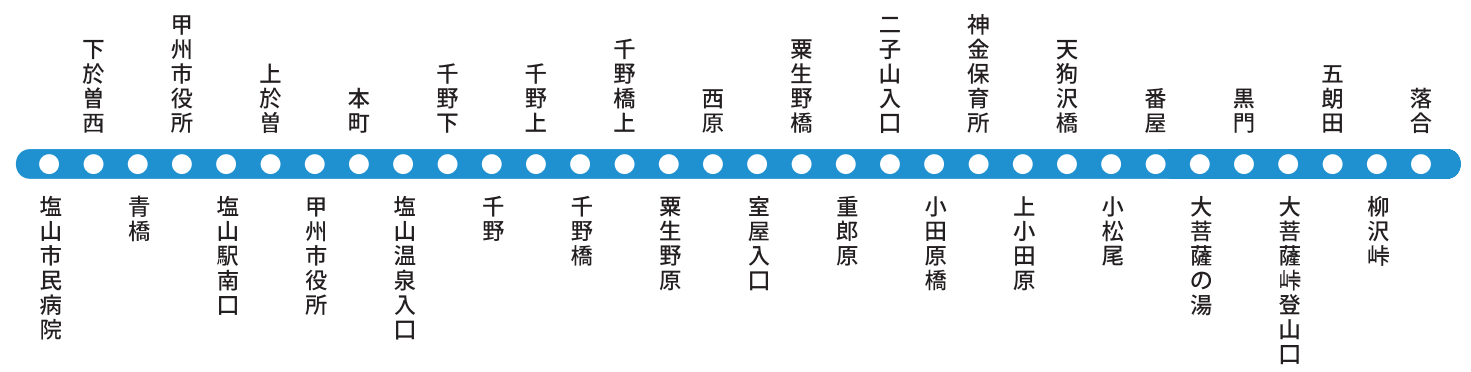 塩山市民病院
下於曽西
青橋
甲州市役所
塩山駅南口
上於曽
甲州市役所
本町
塩山温泉入口
千野下
千野
千野上
千野橋
千野橋上
粟生野原
西原
室屋入口
粟生野橋
重郎原
二子山入口
小田原橋
神金保育所
上小田原
天狗沢橋
小松尾
番屋
大菩薩の湯
黒門
大菩薩峠登山口
五朗田
柳沢峠
落合